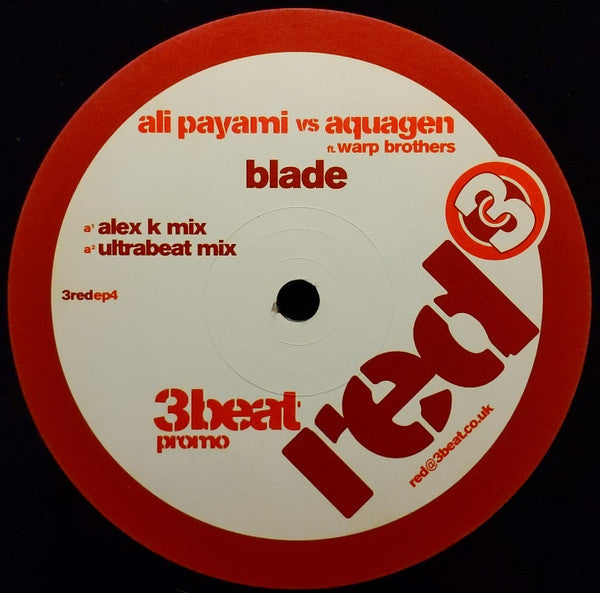 ali payami vs aquagen
ft. warp brothers
blade
a¹ alex k mix
a² ultrabeat mix
3redep4
3
red
3beat
promo
red@3beat.co.uk